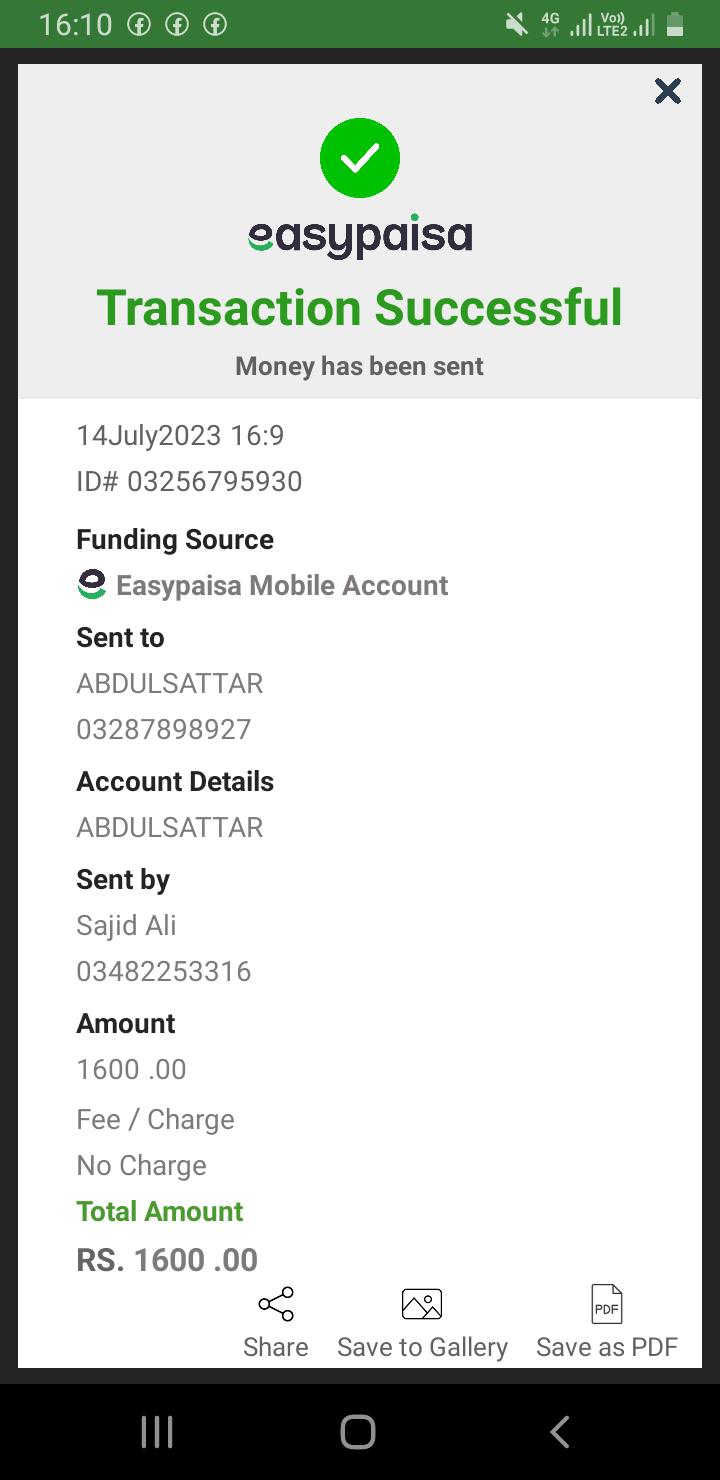 16:10
4G
Vo))
LTE2
easypaisa
Transaction Successful
Money has been sent
14July2023 16:9
ID# 03256795930
Funding Source
Easypaisa Mobile Account
Sent to
ABDULSATTAR
03287898927
Account Details
ABDULSATTAR
Sent by
Sajid Ali
03482253316
Amount
1600 .00
Fee / Charge
No Charge
Total Amount
RS. 1600 .00
PDF
Share
Save to Gallery
Save as PDF